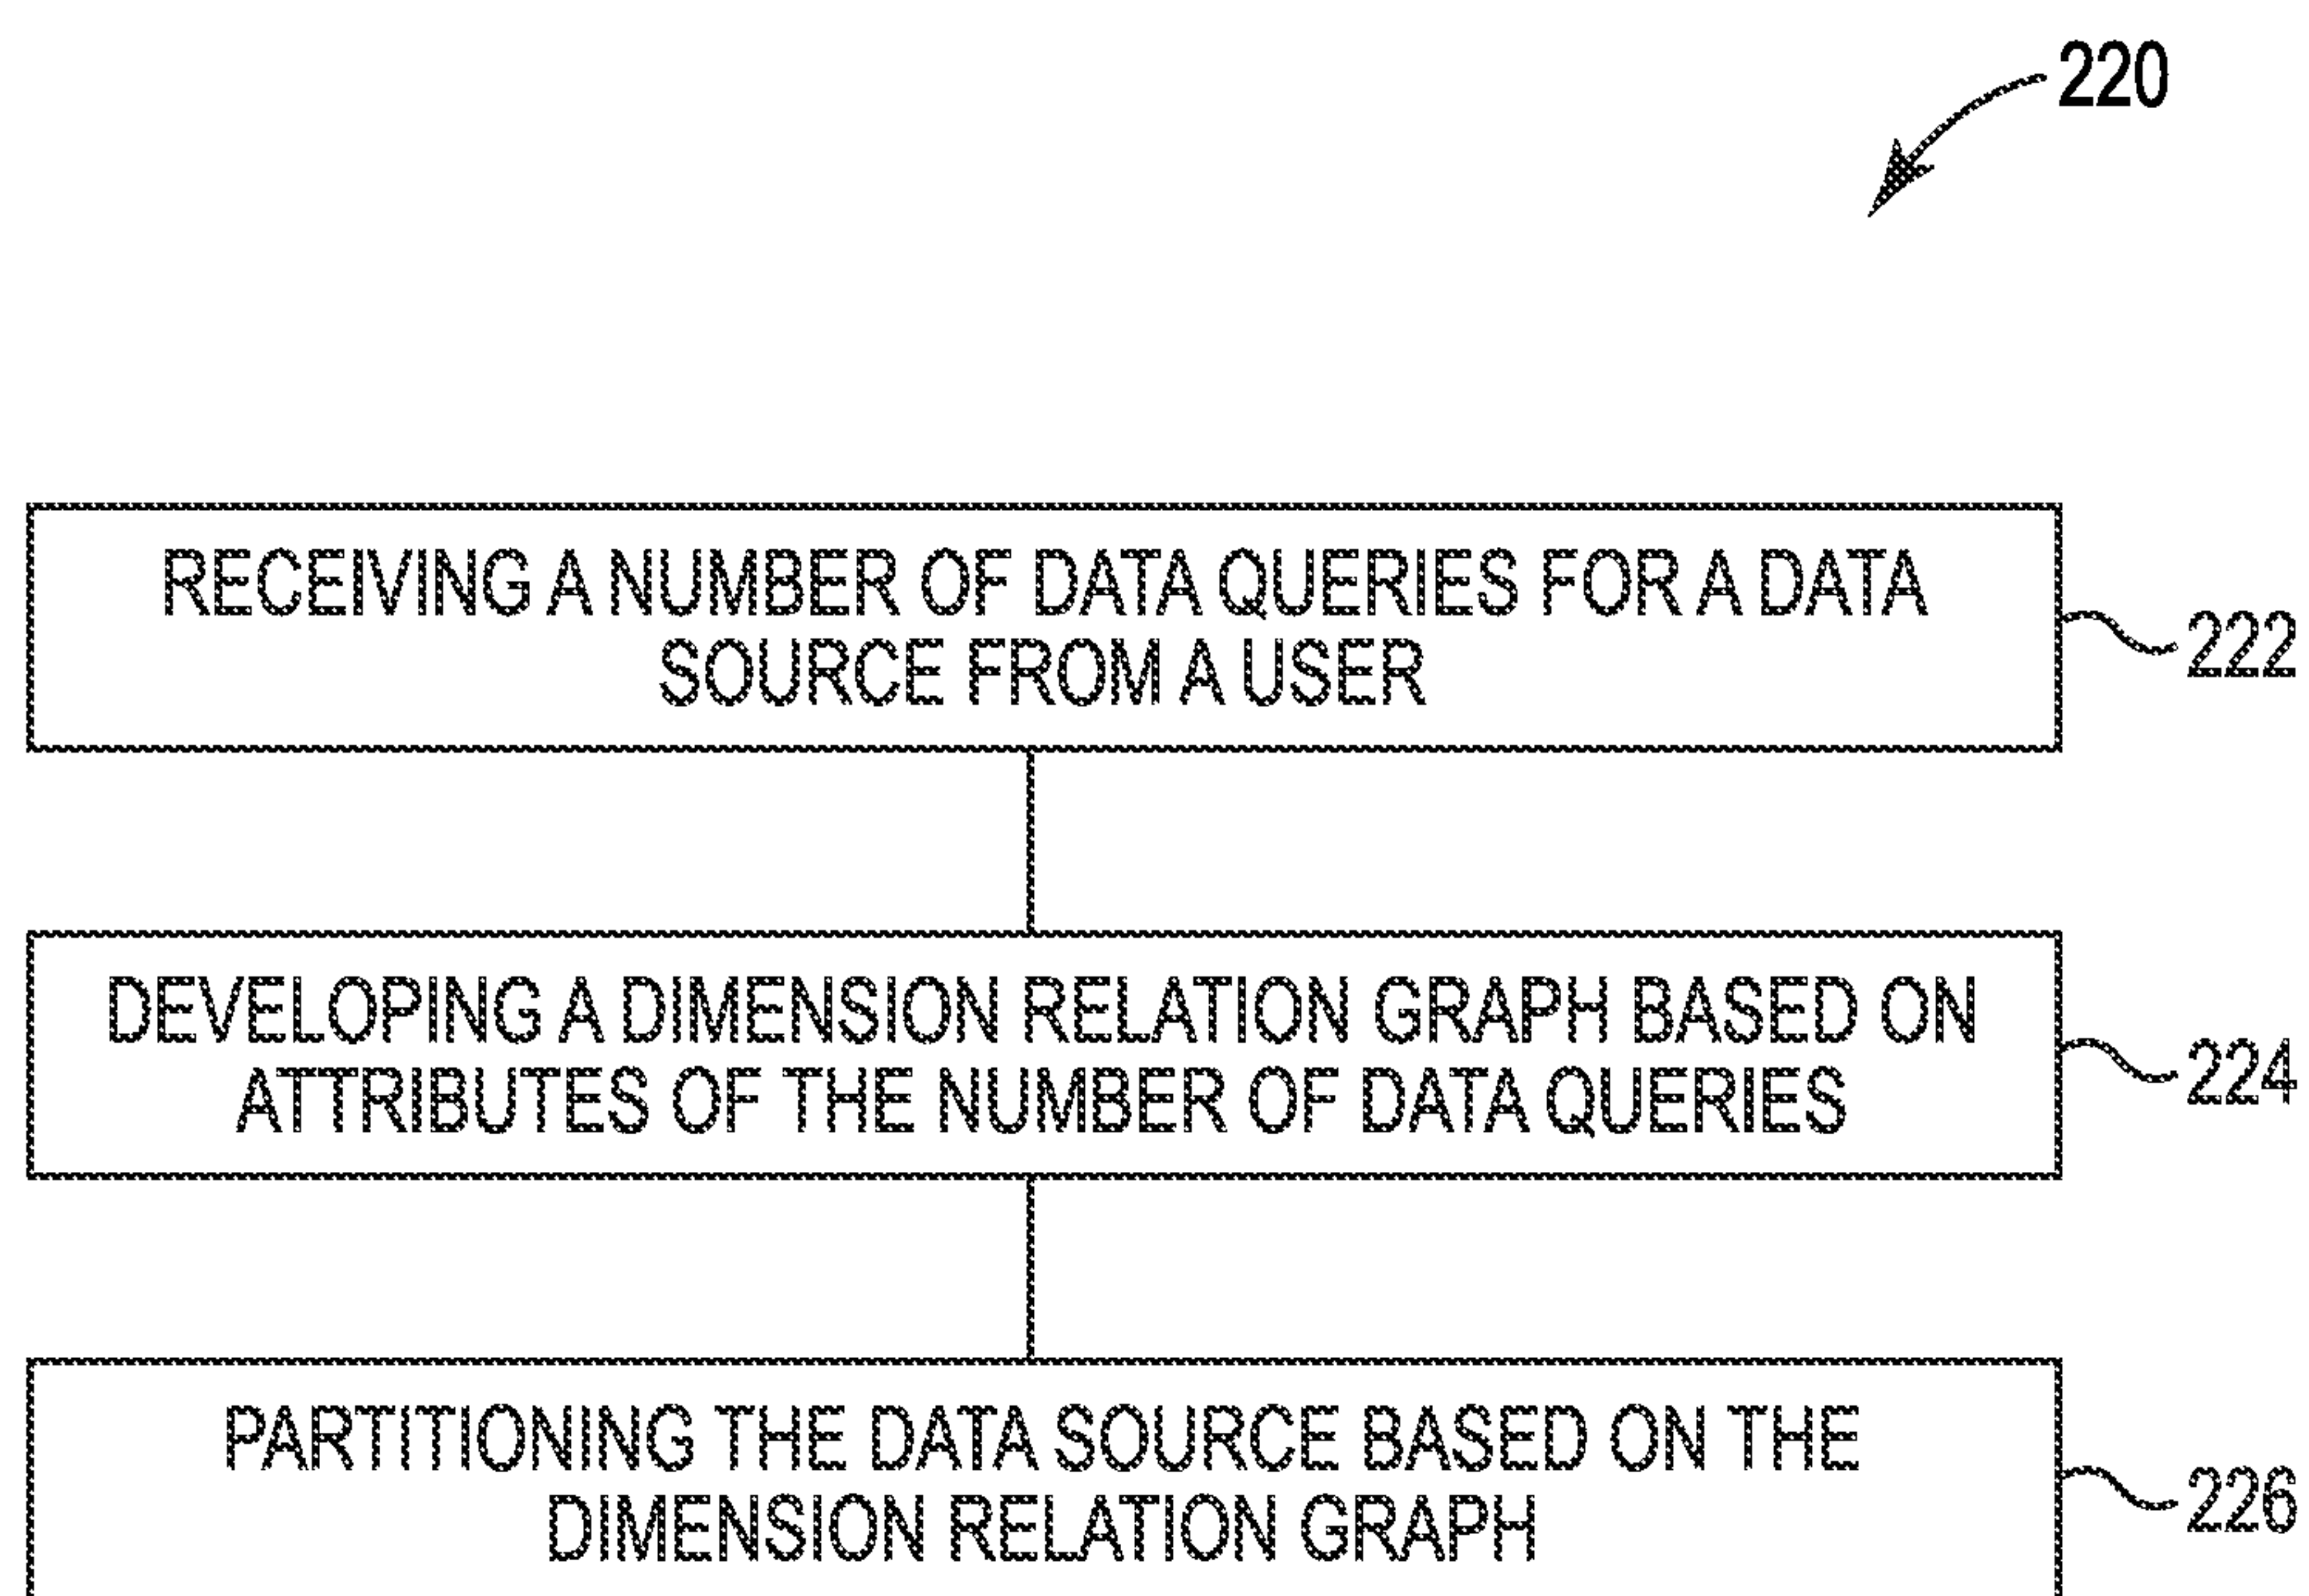 220
RECEIVING A NUMBER OF DATA QUERIES FOR A DATA
SOURCE FROM A USER
222
DEVELOPING A DIMENSION RELATION GRAPH BASED ON
ATTRIBUTES OF THE NUMBER OF DATA QUERIES
224
PARTITIONING THE DATA SOURCE BASED ON THE
DIMENSION RELATION GRAPH
226